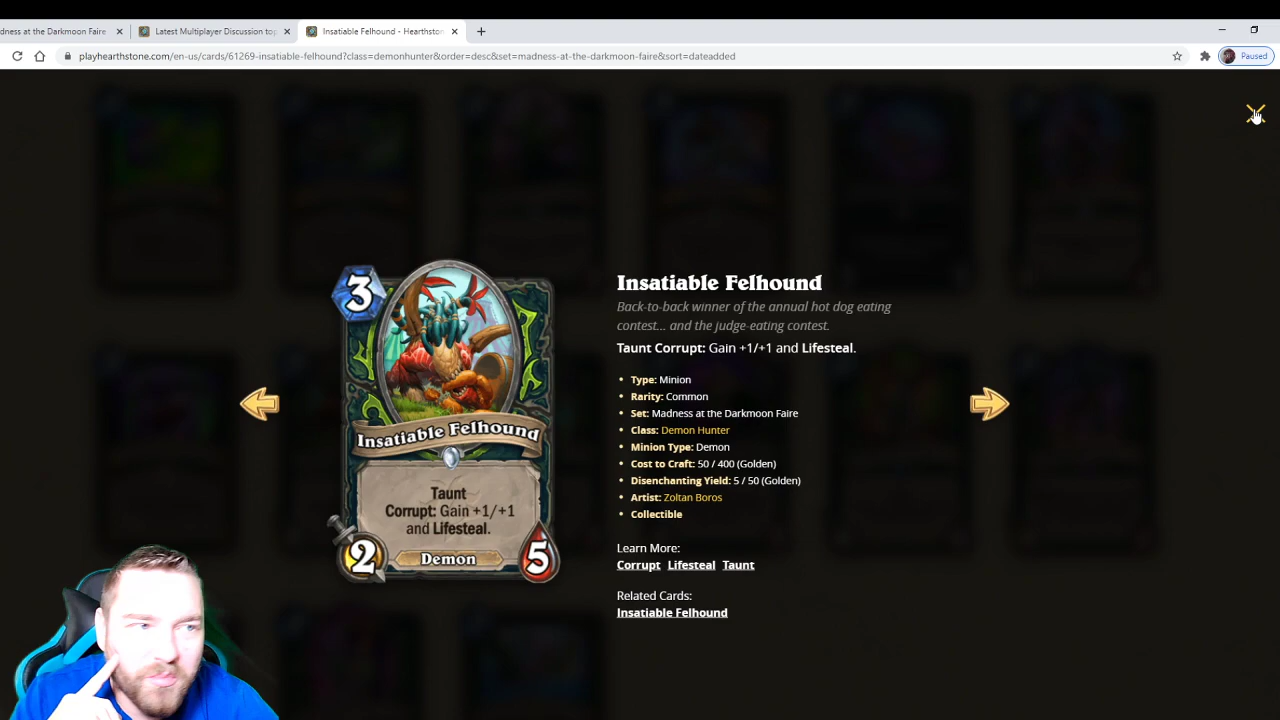 dness at the Darkmoon Faire
Latest Multiplayer Discussion top
Insatiable Felhound - Hearthston
playhearthstone.com/en-us/cards/61269-insatiable-felhound?class=demonhunter&order=desc&set=madness-at-the-darkmoon-faire&sort=dateadded
Paused
3
Insatiable Felhound
Taunt
Corrupt: Gain +1/+1
and Lifesteal.
2
Demon
5
Insatiable Felhound
Back-to-back winner of the annual hot dog eating
contest... and the judge-eating contest.
Taunt Corrupt: Gain +1/+1 and Lifesteal.
• Type: Minion
• Rarity: Common
• Set: Madness at the Darkmoon Faire
• Class: Demon Hunter
• Minion Type: Demon
• Cost to Craft: 50 / 400 (Golden)
• Disenchanting Yield: 5 / 50 (Golden)
• Artist: Zoltan Boros
• Collectible
Learn More:
Corrupt Lifesteal Taunt
Related Cards:
Insatiable Felhound